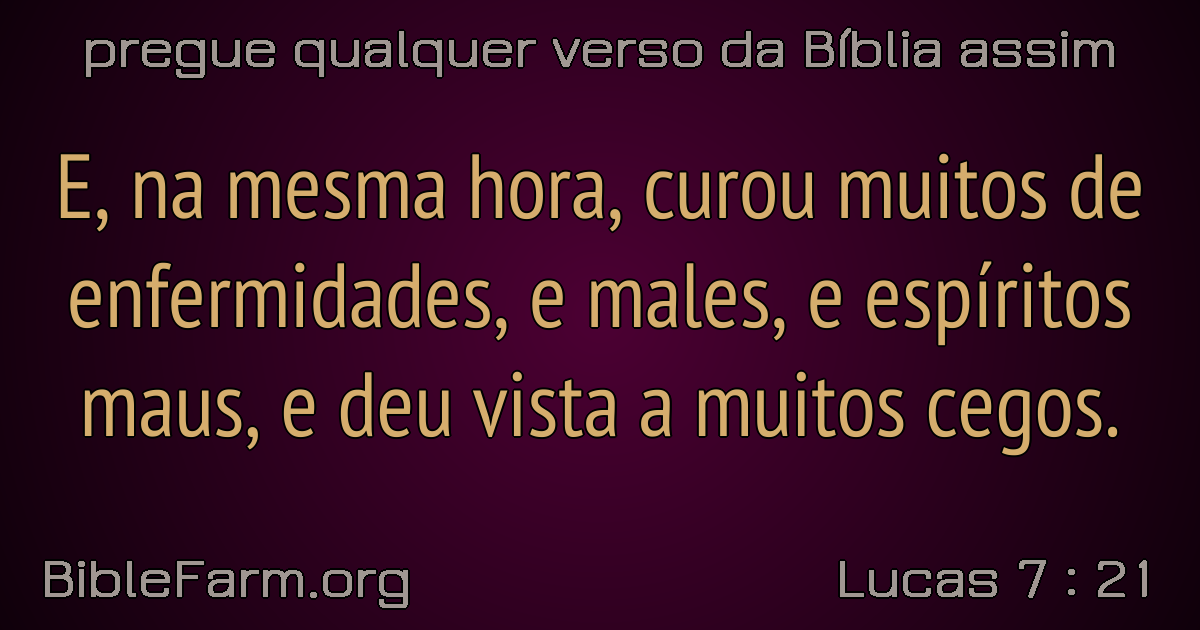 pregue qualquer verso da Bíblia assim
E, na mesma hora, curou muitos de
enfermidades, e males, e espíritos
maus, e deu vista a muitos cegos.
BibleFarm.org
Lucas 7 : 21